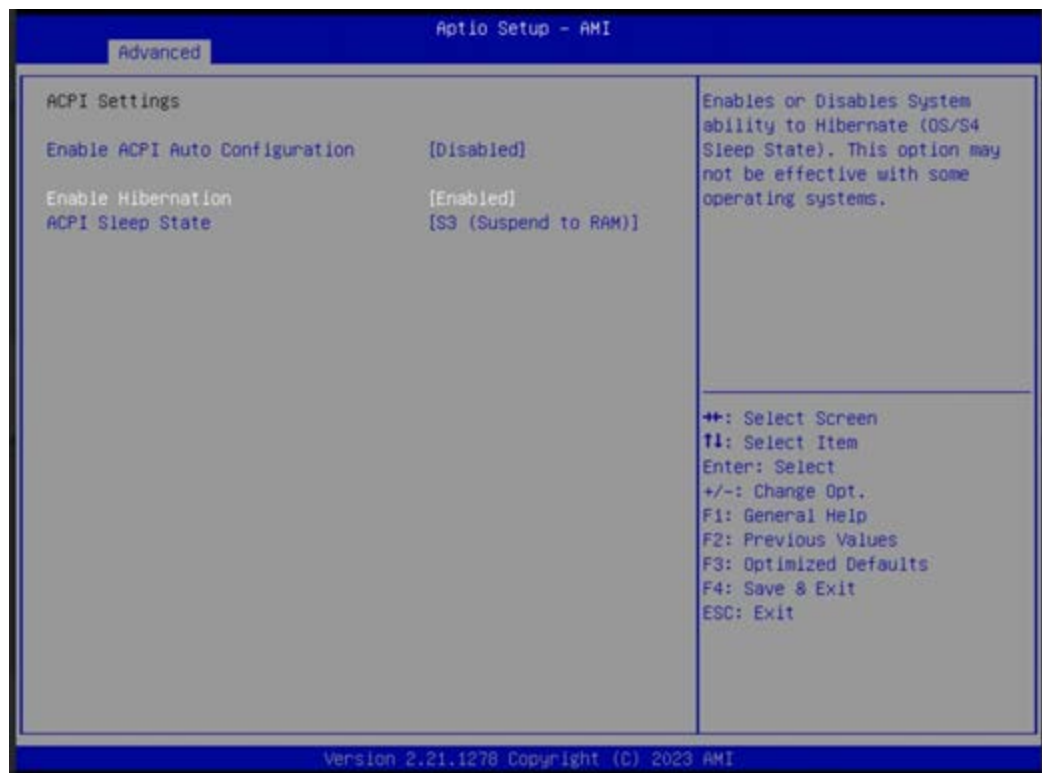 Aptio Setup - AMI
Advanced
ACPI Settings
Enable ACPI Auto Configuration [Disabled]
Enable Hibernation [Enabled]
ACPI Sleep State [S3 (Suspend to RAM)]
Enables or Disables System
ability to Hibernate (OS/S4
Sleep State). This option may
not be effective with some
operating systems.
→←: Select Screen
↑↓: Select Item
Enter: Select
+/-: Change Opt.
F1: General Help
F2: Previous Values
F3: Optimized Defaults
F4: Save & Exit
ESC: Exit
Version 2.21.1278 Copyright (C) 2023 AMI